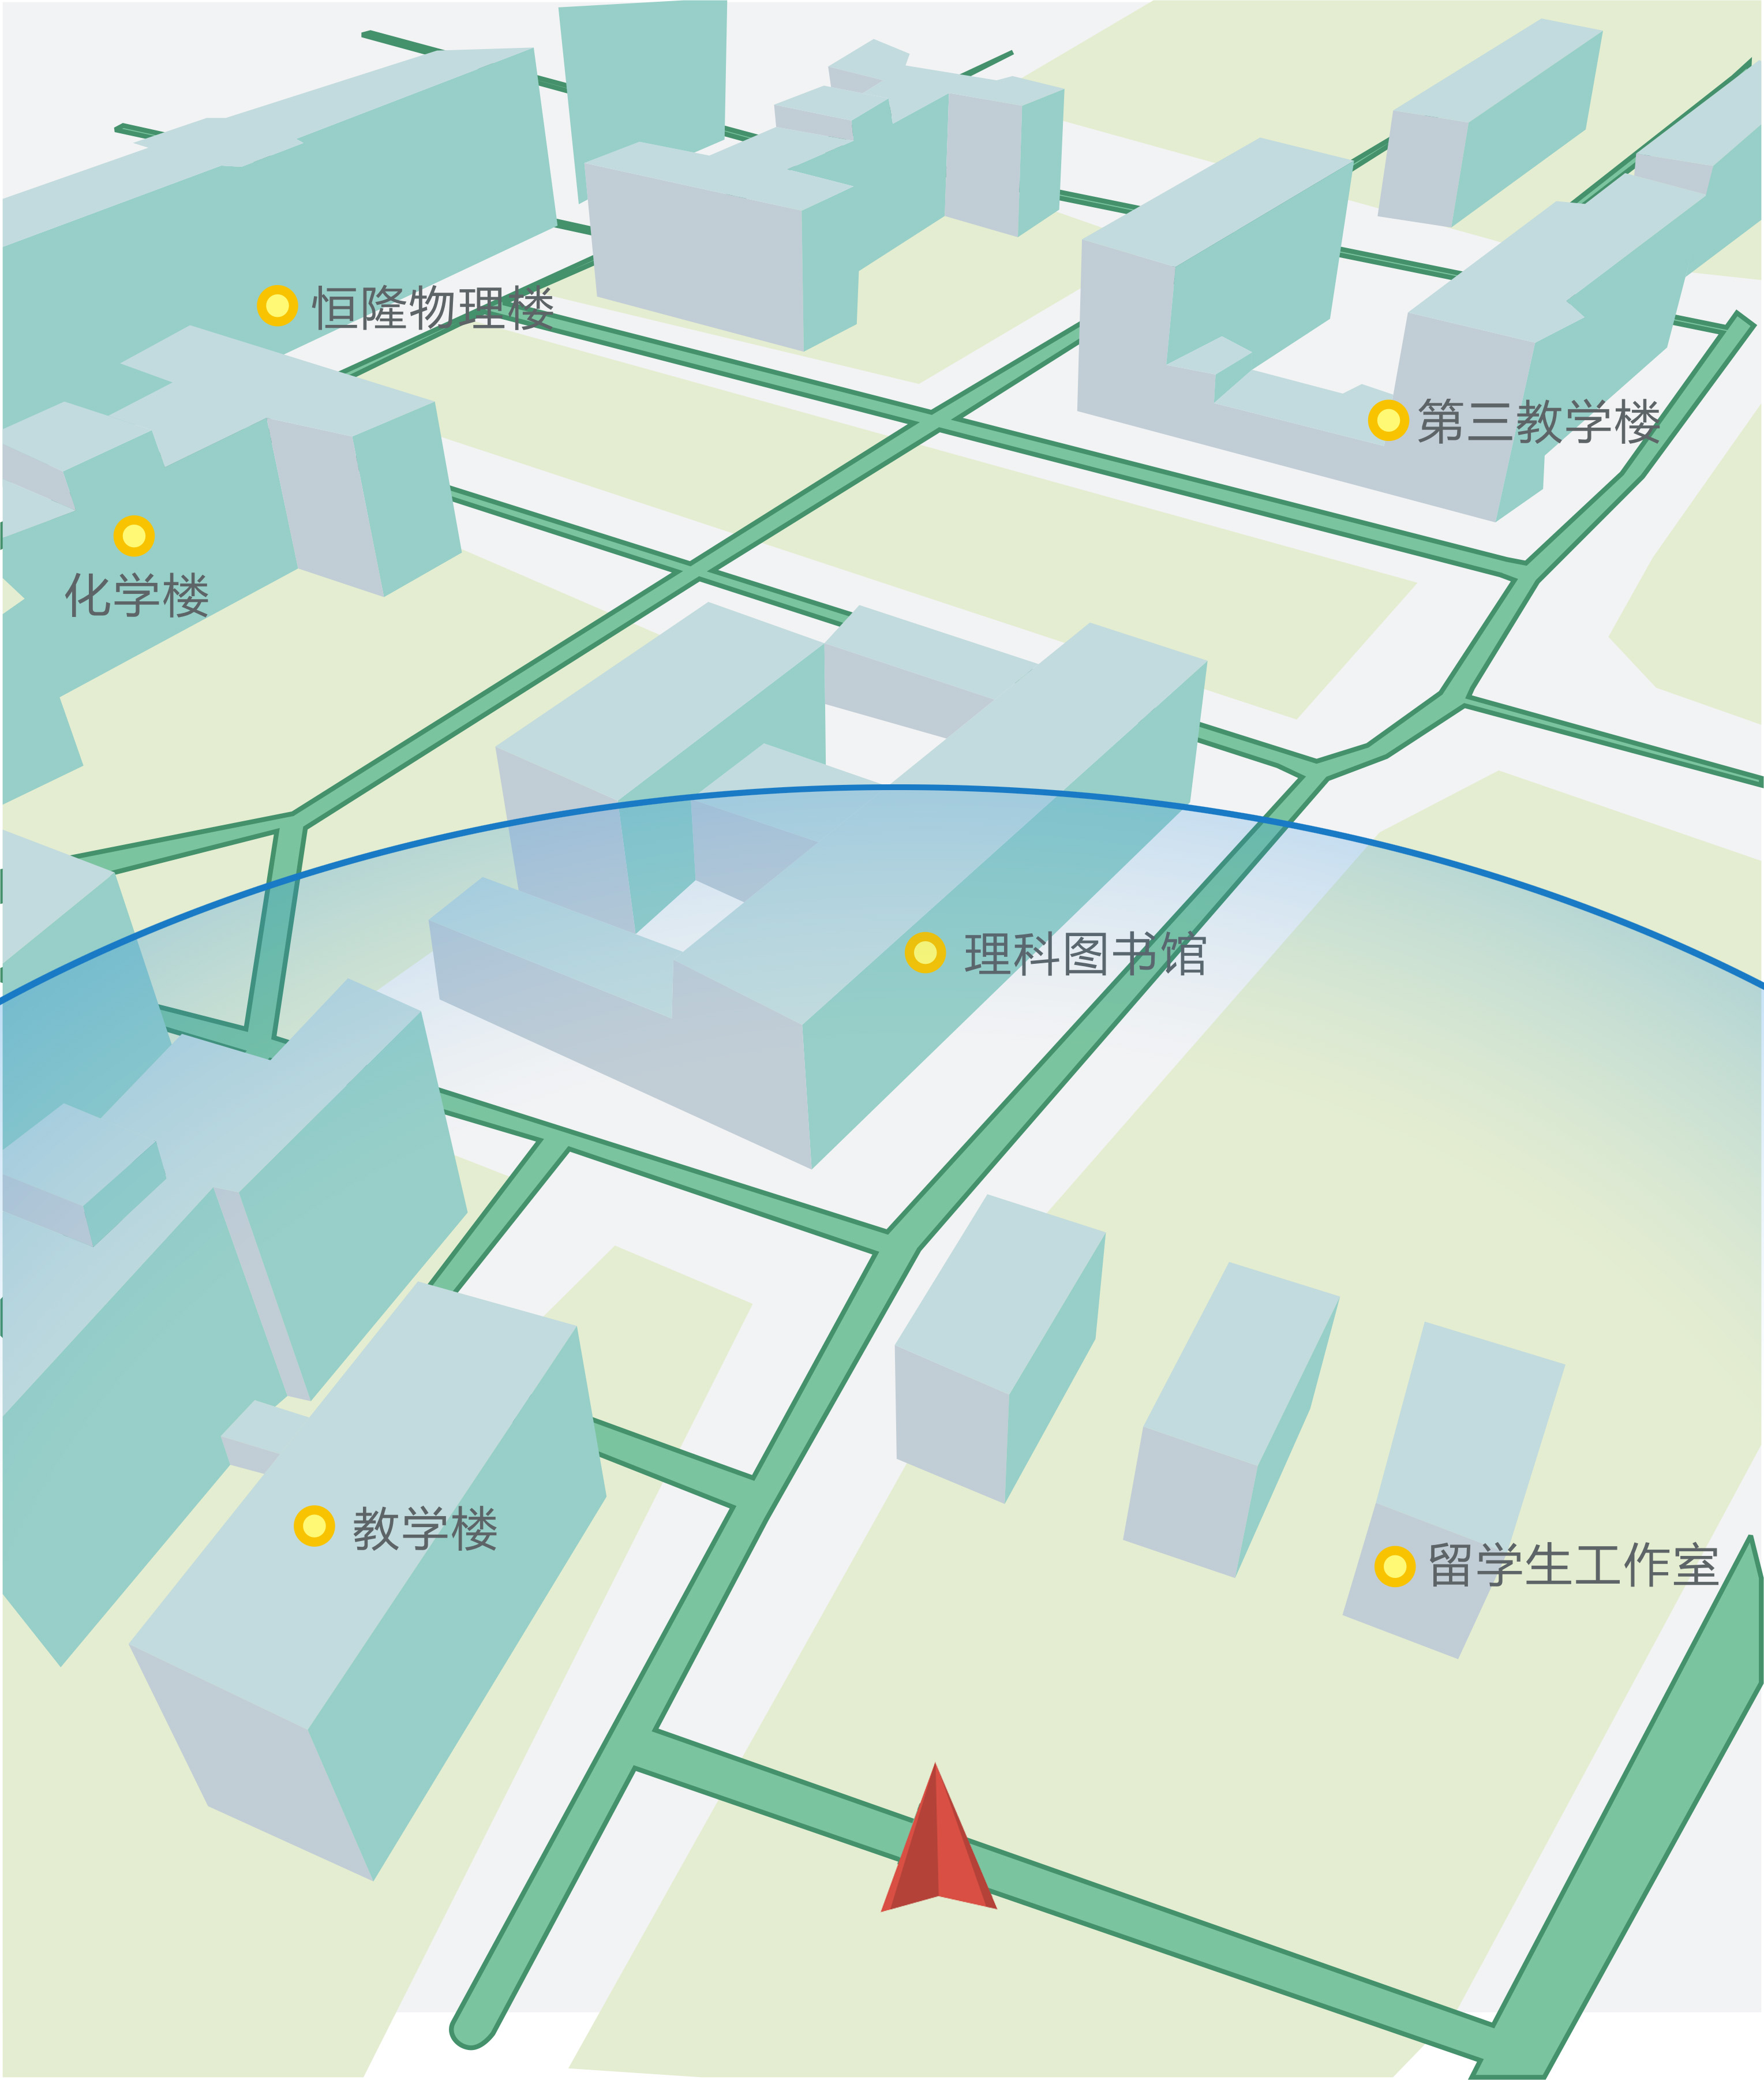 恒隆物理楼
第三教学楼
化学楼
理科图书馆
教学楼
留学生工作室